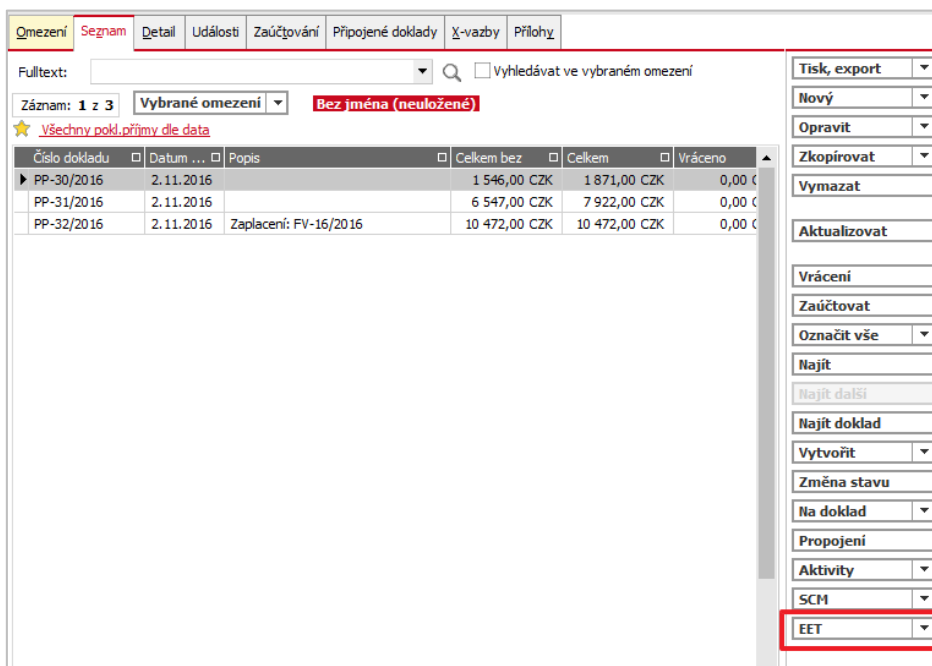 Omezení Seznam Detail Události Zaúčtování Připojené doklady X-vazby Přílohy
Fulltext: Vyhledávat ve vybraném omezení
Záznam: 1 z 3 Vybrané omezení Bez jména (neuložené)
Všechny pokl.příjmy dle data
Číslo dokladu Datum ... Popis Celkem bez Celkem Vráceno
PP-30/2016 2.11.2016 1 546,00 CZK 1 871,00 CZK 0,00
PP-31/2016 2.11.2016 6 547,00 CZK 7 922,00 CZK 0,00
PP-32/2016 2.11.2016 Zaplacení: FV-16/2016 10 472,00 CZK 10 472,00 CZK 0,00
Tisk, export
Nový
Opravit
Zkopírovat
Vymazat
Aktualizovat
Vrácení
Zaúčtovat
Označit vše
Najít
Najít další
Najít doklad
Vytvořit
Změna stavu
Na doklad
Propojení
Aktivity
SCM
EET